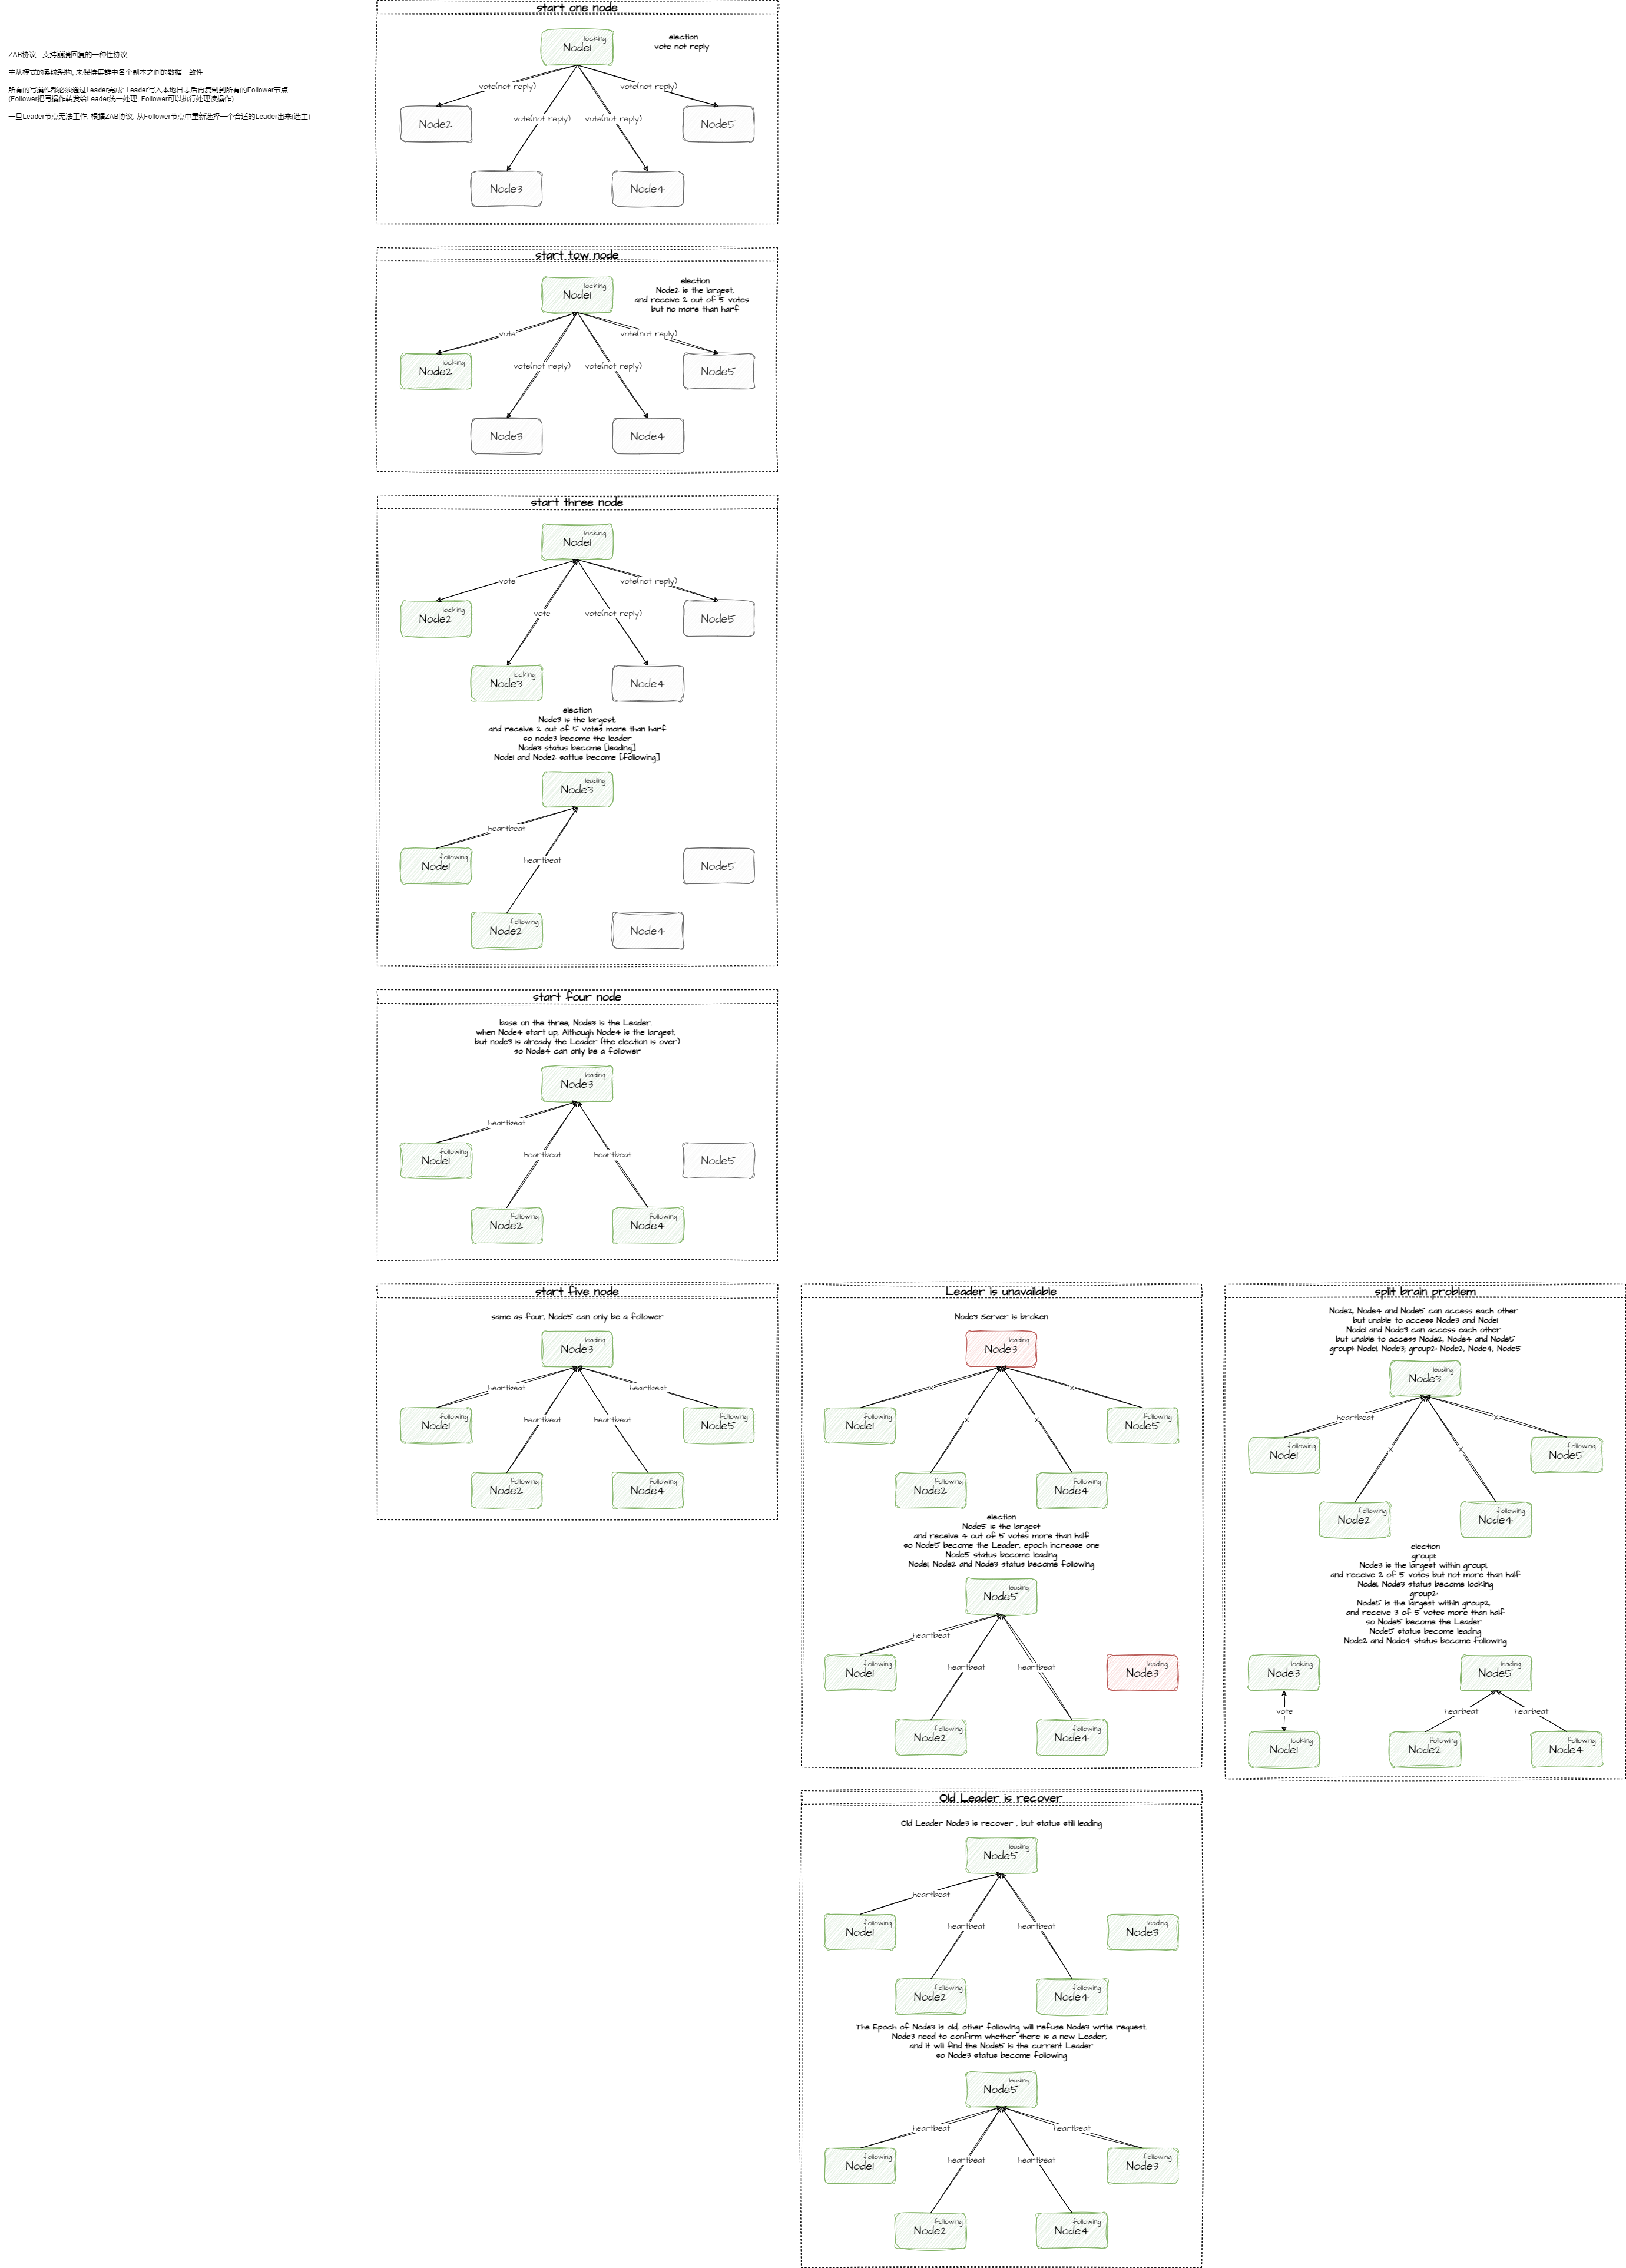 ZAB协议 - 支持崩溃回复的一种性协议
主从模式的系统架构, 来保持集群中各个副本之间的数据一致性
所有的写操作都必须通过Leader完成: Leader写入本地日志后再复制到所有的Follower节点.
(Follower把写操作转发给Leader统一处理, Follower可以执行处理读操作)
一旦Leader节点无法工作, 根据ZAB协议, 从Follower节点中重新选择一个合适的Leader出来(选主)
start one node
locking
Node1
election
vote not reply
vote(not reply)
vote(not reply)
vote(not reply)
vote(not reply)
Node2
Node5
Node3
Node4
start tow node
locking
Node1
election
Node2 is the largest,
and receive 2 out of 5 votes
but no more than harf
vote
vote(not reply)
vote(not reply)
vote(not reply)
locking
Node2
Node5
Node3
Node4
start three node
locking
Node1
vote
vote(not reply)
vote
vote(not reply)
locking
Node2
Node5
locking
Node3
Node4
election
Node3 is the largest,
and receive 2 out of 5 votes more than harf
so node3 become the leader
Node3 status become [leading]
Node1 and Node2 sattus become [following]
leading
Node3
heartbeat
heartbeat
following
Node1
Node5
following
Node2
Node4
start four node
base on the three, Node3 is the Leader.
when Node4 start up, Although Node4 is the largest,
but node3 is already the Leader (the election is over)
so Node4 can only be a follower
leading
Node3
heartbeat
heartbeat
heartbeat
following
Node1
Node5
following
Node2
following
Node4
start five node
same as four, Node5 can only be a follower
leading
Node3
heartbeat
heartbeat
heartbeat
heartbeat
following
Node1
following
Node5
following
Node2
following
Node4
Leader is unavailable
Node3 Server is broken
leading
Node3
X
X
X
X
following
Node1
following
Node5
following
Node2
following
Node4
election
Node5 is the largest
and receive 4 out of 5 votes more than half
so Node5 become the Leader, epoch increase one
Node5 status become leading
Node1, Node2 and Node3 status become following
leading
Node5
heartbeat
heartbeat
heartbeat
following
Node1
leading
Node3
following
Node2
following
Node4
split brain problem
Node2, Node4 and Node5 can access each other
but unable to access Node3 and Node1
Node1 and Node3 can access each other
but unable to access Node2, Node4 and Node5
group1: Node1, Node3; group2: Node2, Node4, Node5
leading
Node3
heartbeat
X
X
X
following
Node1
following
Node5
following
Node2
following
Node4
election
group1:
Node3 is the largest within group1,
and receive 2 of 5 votes but not more than half
Node1, Node3 status become looking
group2:
Node5 is the largest within group2,
and receive 3 of 5 votes more than half
so Node5 become the Leader
Node5 status become leading
Node2 and Node4 status become following
looking
Node3
leading
Node5
vote
hearbeat
hearbeat
looking
Node1
following
Node2
following
Node4
Old Leader is recover
Old Leader Node3 is recover , but status still leading
leading
Node5
heartbeat
heartbeat
heartbeat
following
Node1
leading
Node3
following
Node2
following
Node4
The Epoch of Node3 is old, other following will refuse Node3 write request.
Node3 need to confirm whether there is a new Leader,
and it will find the Node5 is the current Leader
so Node3 status become following
leading
Node5
heartbeat
heartbeat
heartbeat
heartbeat
following
Node1
following
Node3
following
Node2
following
Node4